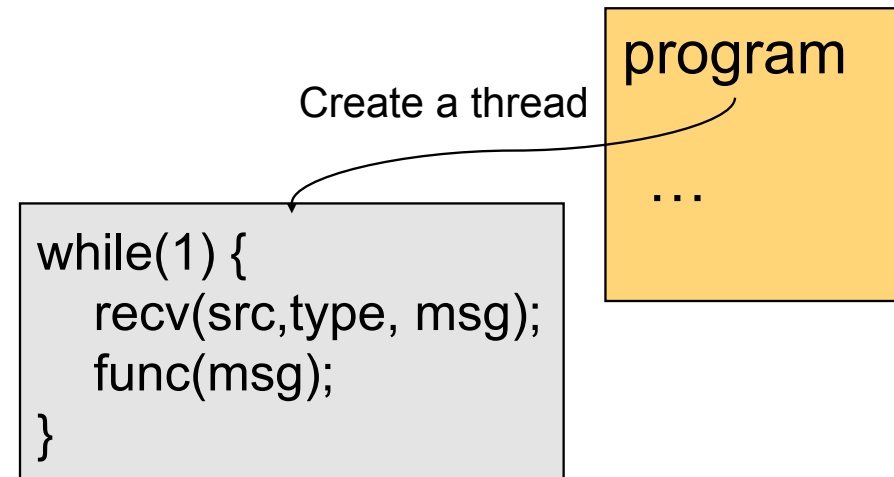 program
Create a thread
…
while(1) {
recv(src,type, msg);
func(msg);
}